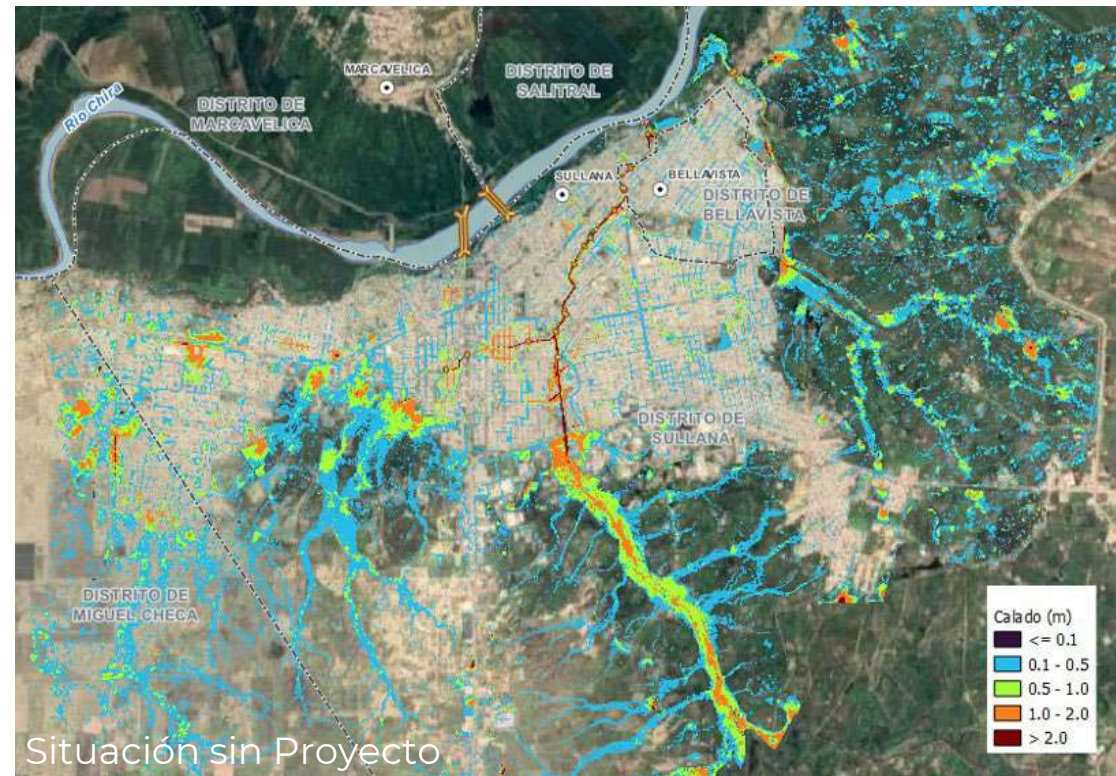 MARCAVELICA
DISTRITO DE
SALITRAL
Río Chira
DISTRITO DE
MARCAVELICA
SULLANA
BELLAVISTA
DISTRITO DE
BELLAVISTA
DISTRITO DE
SULLANA
DISTRITO DE
MIGUEL CHECA
Calado (m)
<= 0.1
0.1 - 0.5
0.5 - 1.0
1.0 - 2.0
> 2.0
Situación sin Proyecto